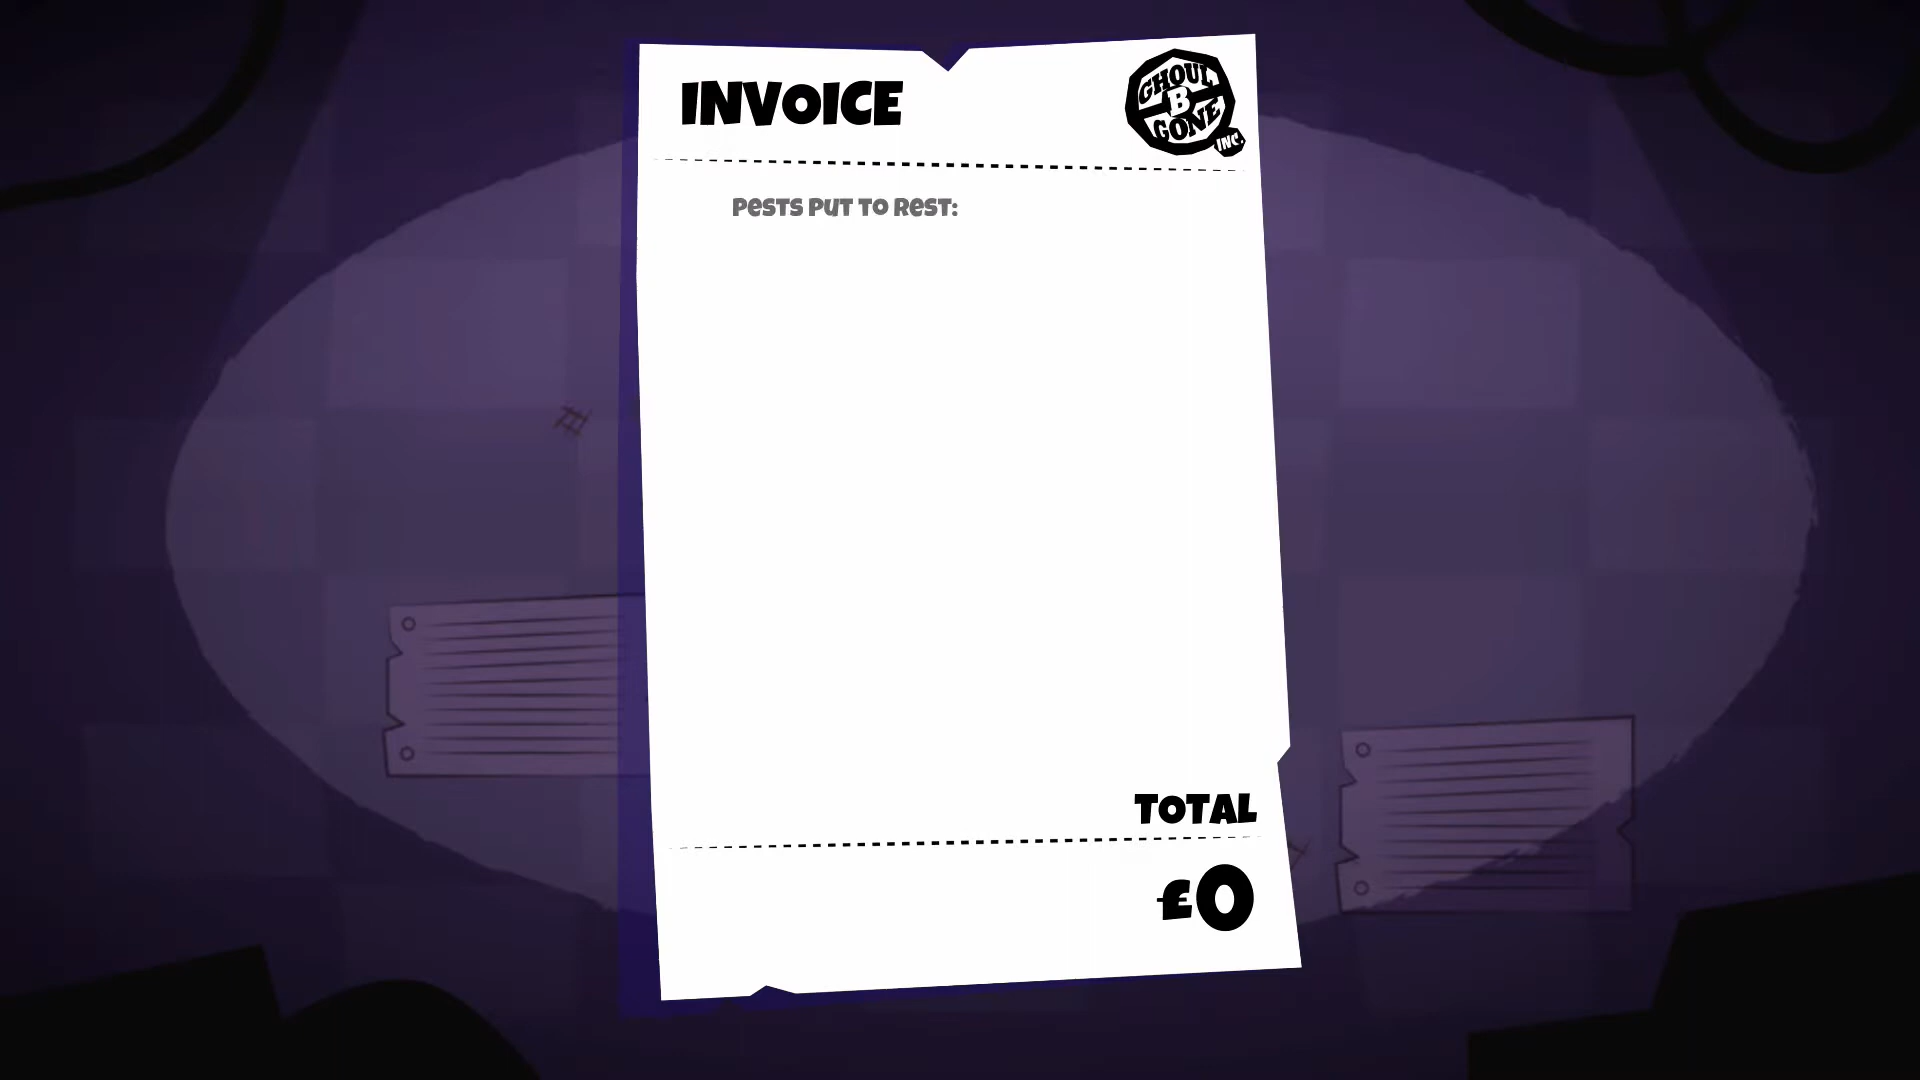 INVOICE
GHOUL
B
GONE
INC.
PESTS PUT TO REST:
TOTAL
£0